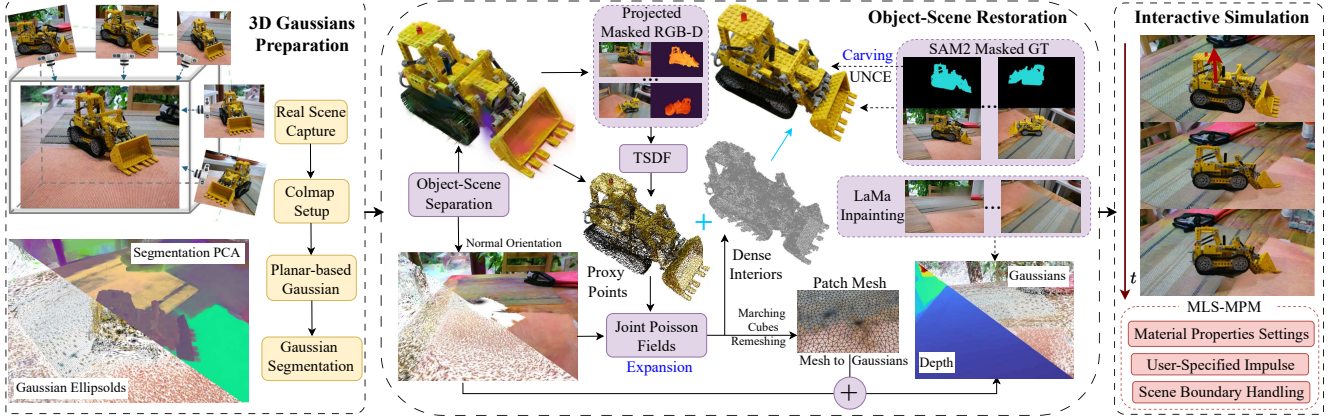 3D Gaussians
Preparation
Real Scene
Capture
Colmap
Setup
Planar-based
Gaussian
Gaussian
Segmentation
Segmentation PCA
Gaussian Ellipsolds
Object-Scene Restoration
Projected
Masked RGB-D
...
TSDF
Object-Scene
Separation
Normal Orientation
Proxy
Points
+
Dense
Interiors
Joint Poisson
Fields
Expansion
Marching
Cubes
Remeshing
Patch Mesh
Mesh to Gaussians
+
Carving
UNCE
SAM2 Masked GT
...
...
LaMa
Inpainting
...
Gaussians
Depth
Interactive Simulation
t
MLS-MPM
Material Properties Settings
User-Specified Impulse
Scene Boundary Handling